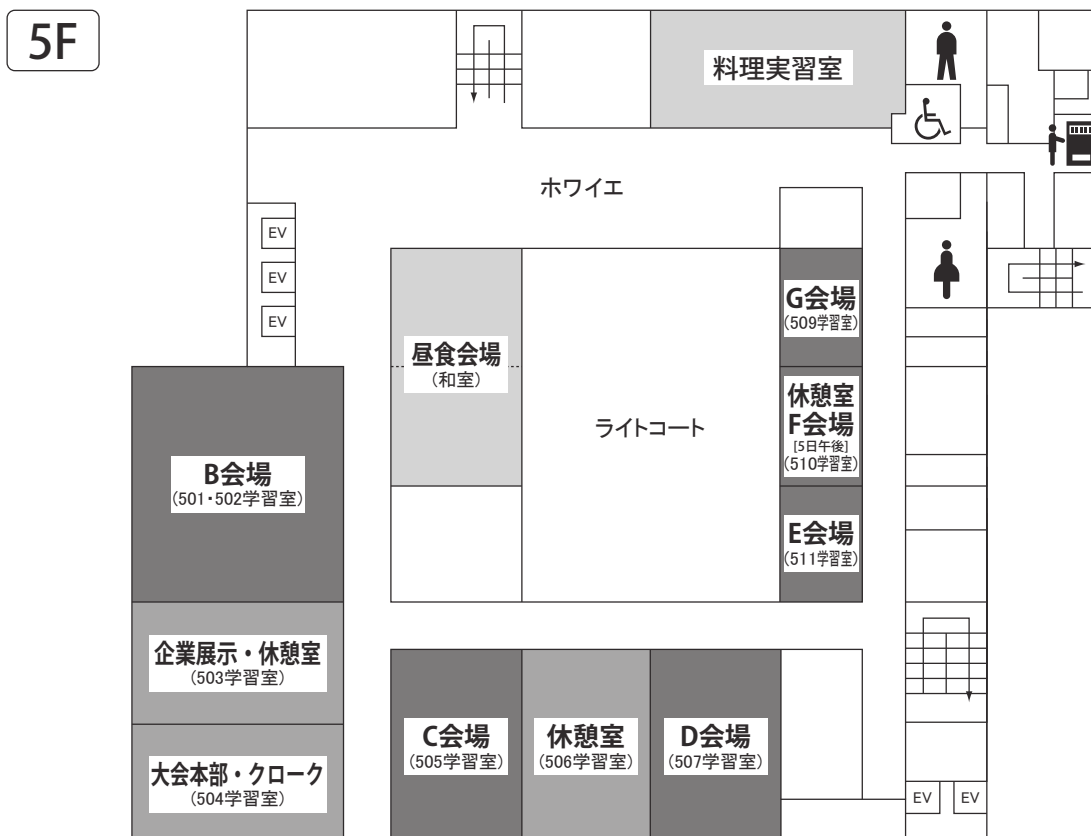 5F
料理実習室
ホワイエ
EV
EV
EV
昼食会場
(和室)
ライトコート
G会場
(509学習室)
休憩室
F会場
[5日午後]
(510学習室)
E会場
(511学習室)
B会場
(501・502学習室)
企業展示・休憩室
(503学習室)
大会本部・クローク
(504学習室)
C会場
(505学習室)
休憩室
(506学習室)
D会場
(507学習室)
EV
EV